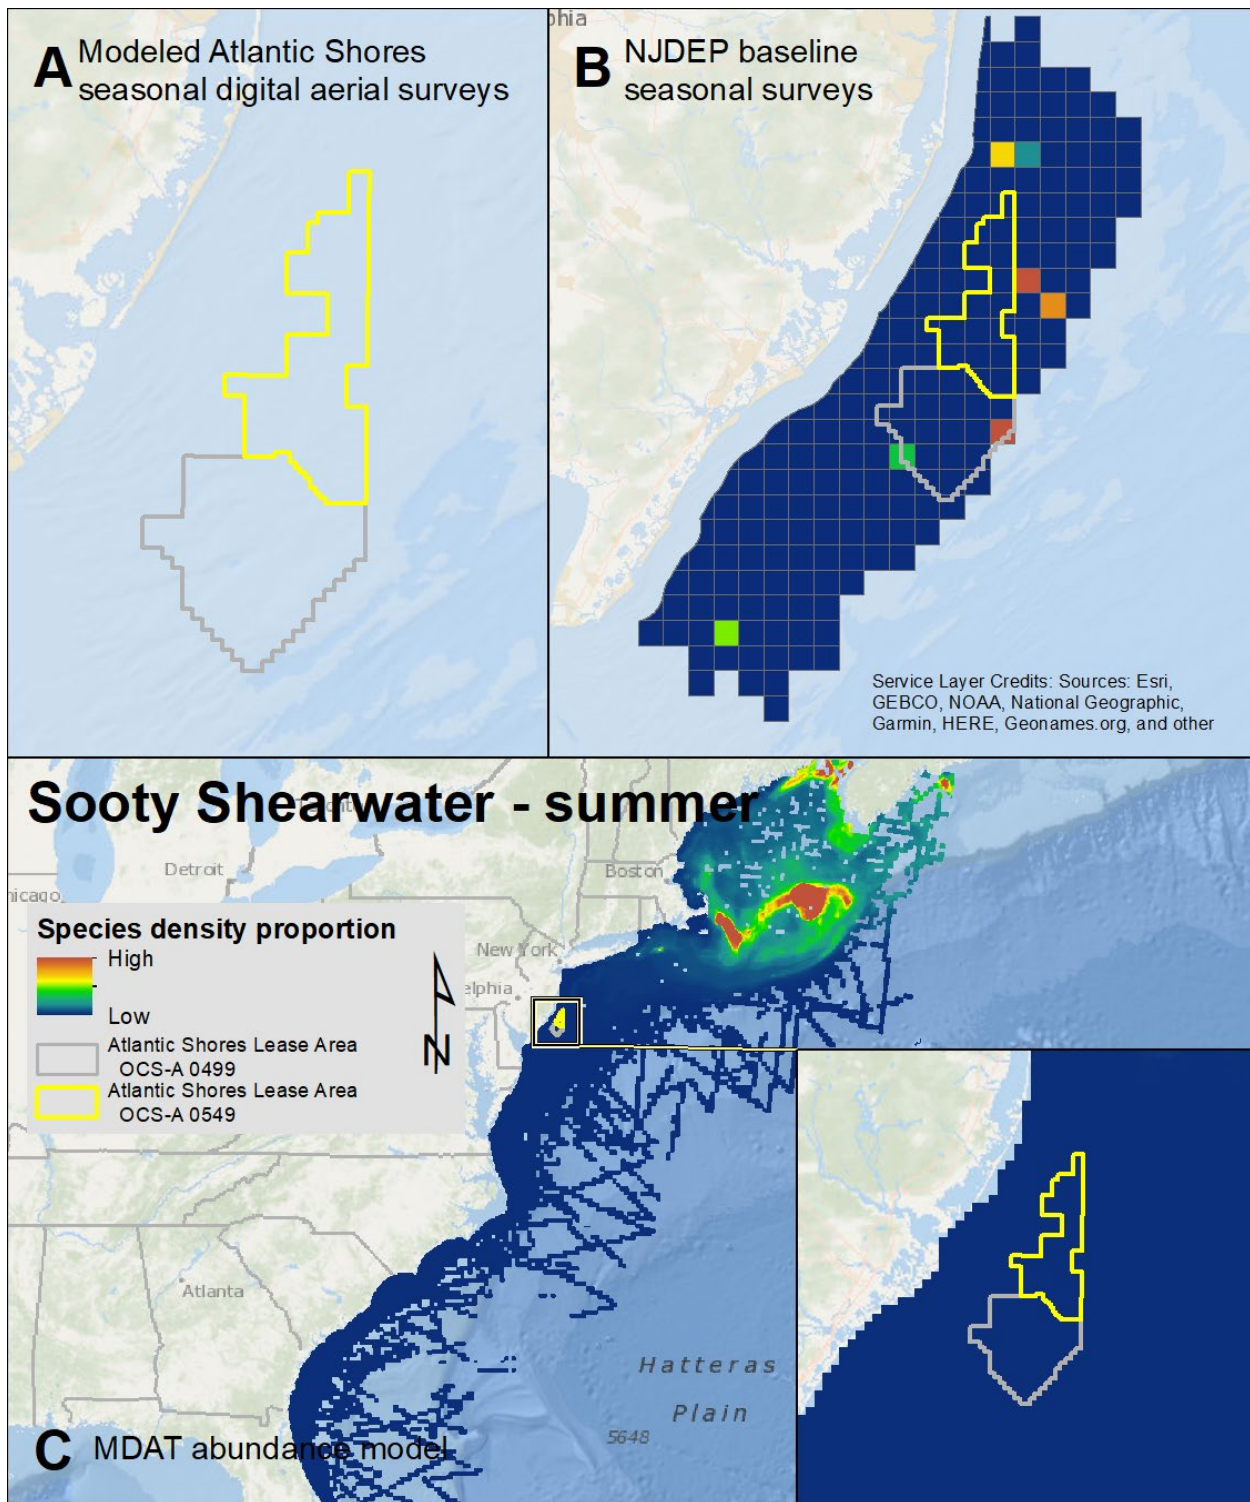 A Modeled Atlantic Shores
seasonal digital aerial surveys
phia
B NJDEP baseline
seasonal surveys
Service Layer Credits: Sources: Esri,
GEBCO, NOAA, National Geographic,
Garmin, HERE, Geonames.org, and other
Sooty Shearwater - summer
Detroit
Boston
hicago
Species density proportion
High
Low
Atlantic Shores Lease Area
OCS-A 0499
Atlantic Shores Lease Area
OCS-A 0549
N
New York
elphia
Atlanta
Hatteras
Plain
5648
C MDAT abundance model